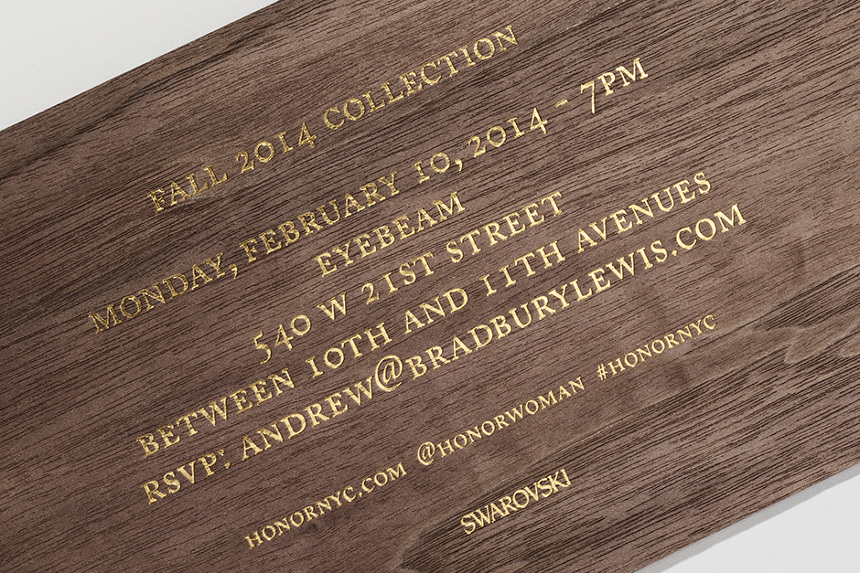 FALL 2014 COLLECTION
MONDAY, FEBRUARY 10, 2014 - 7PM
EYEBEAM
540 W 21ST STREET
BETWEEN 10TH AND 11TH AVENUES
RSVP: ANDREW@BRADBURYLEWIS.COM
HONORNYC.COM @HONORWOMAN #HONORNYC
SWAROVSKI